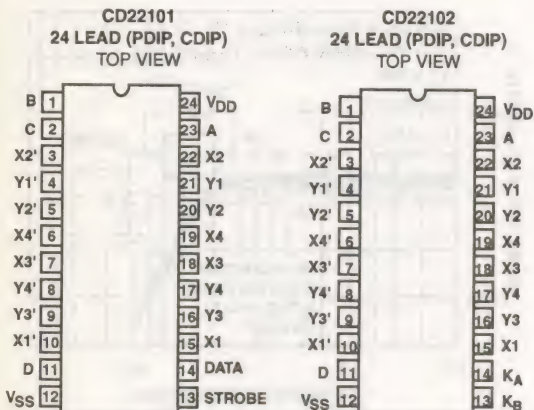 CD22101
24 LEAD (PDIP, CDIP)
TOP VIEW
B 1 24 VDD
C 2 23 A
X2' 3 22 X2
Y1' 4 21 Y1
Y2' 5 20 Y2
X4' 6 19 X4
X3' 7 18 X3
Y4' 8 17 Y4
Y3' 9 16 Y3
X1' 10 15 X1
D 11 14 DATA
VSS 12 13 STROBE
CD22102
24 LEAD (PDIP, CDIP)
TOP VIEW
B 1 24 VDD
C 2 23 A
X2' 3 22 X2
Y1' 4 21 Y1
Y2' 5 20 Y2
X4' 6 19 X4
X3' 7 18 X3
Y4' 8 17 Y4
Y3' 9 16 Y3
X1' 10 15 X1
D 11 14 KA
VSS 12 13 KB